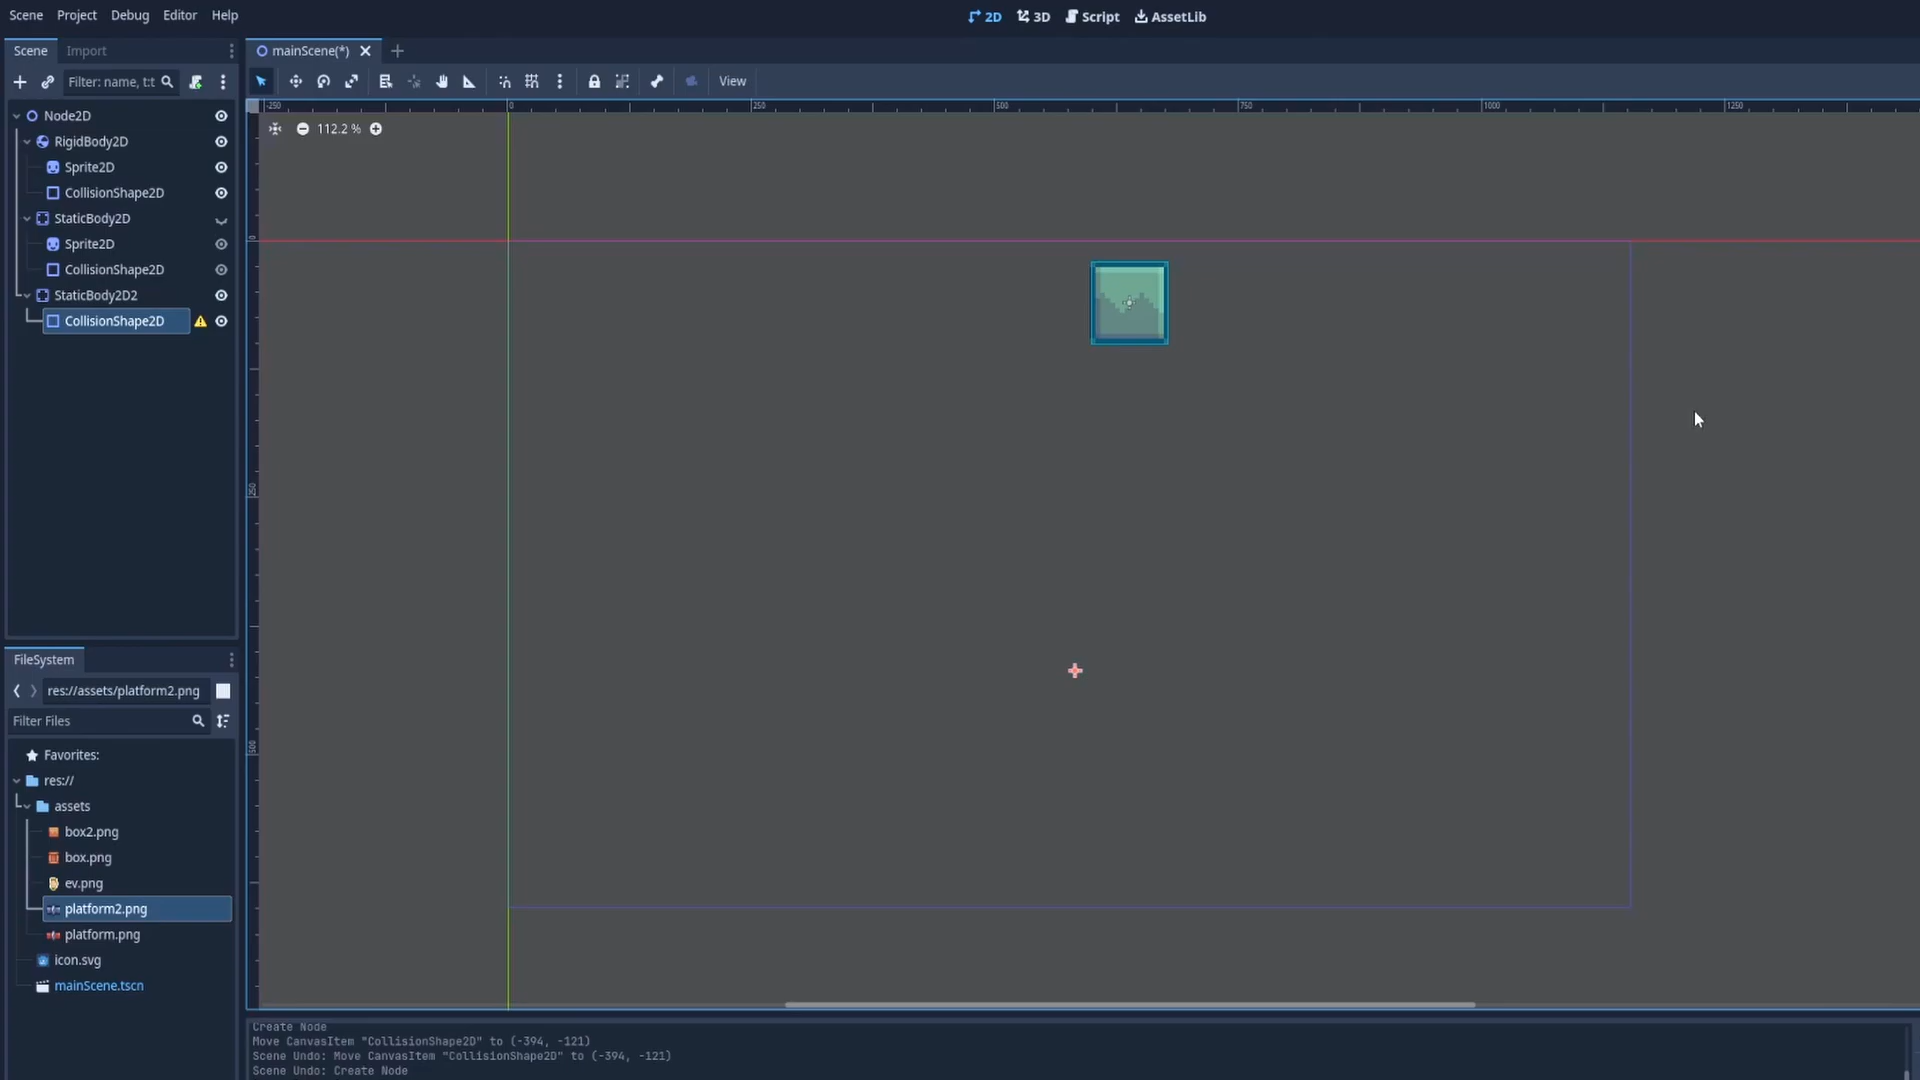 Scene Project Debug Editor Help
2D 3D Script AssetLib
Scene Import
mainScene(*)
Filter: name, t:t
View
-250 0 250 500 750 1000 1250
112.2 %
Node2D
RigidBody2D
Sprite2D
CollisionShape2D
StaticBody2D
Sprite2D
CollisionShape2D
StaticBody2D2
CollisionShape2D
0
250
500
FileSystem
res://assets/platform2.png
Filter Files
Favorites:
res://
assets
box2.png
box.png
ev.png
platform2.png
platform.png
icon.svg
mainScene.tscn
Create Node
Move CanvasItem "CollisionShape2D" to (-394, -121)
Scene Undo: Move CanvasItem "CollisionShape2D" to (-394, -121)
Scene Undo: Create Node